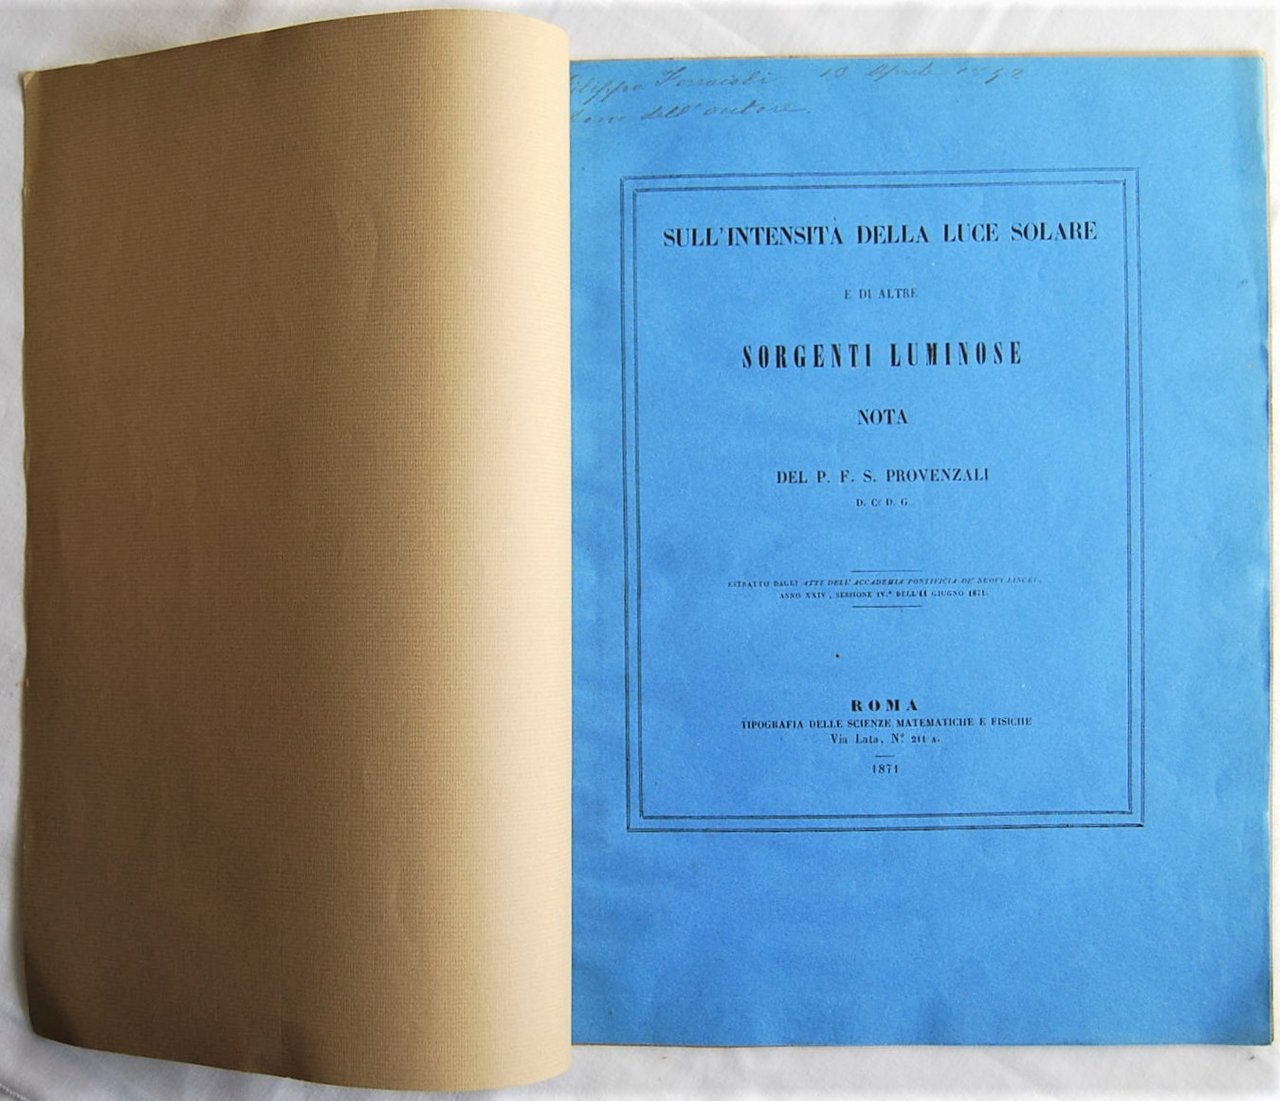 Filippo 10 Aprile
dell'autore.
SULL'INTENSITÀ DELLA LUCE SOLARE
E DI ALTRE
SORGENTI LUMINOSE
NOTA
DEL P. F. S. PROVENZALI
D. C. D. G.
ESTRATTO DAGLI ATTI DELL'ACCADEMIA PONTIFICIA DE' NUOVI LINCEI,
ANNO XXIV, SESSIONE IV.ª DELL'11 GIUGNO 1871.
ROMA
TIPOGRAFIA DELLE SCIENZE MATEMATICHE E FISICHE
Via Lata, Nº. 211 A.
1871